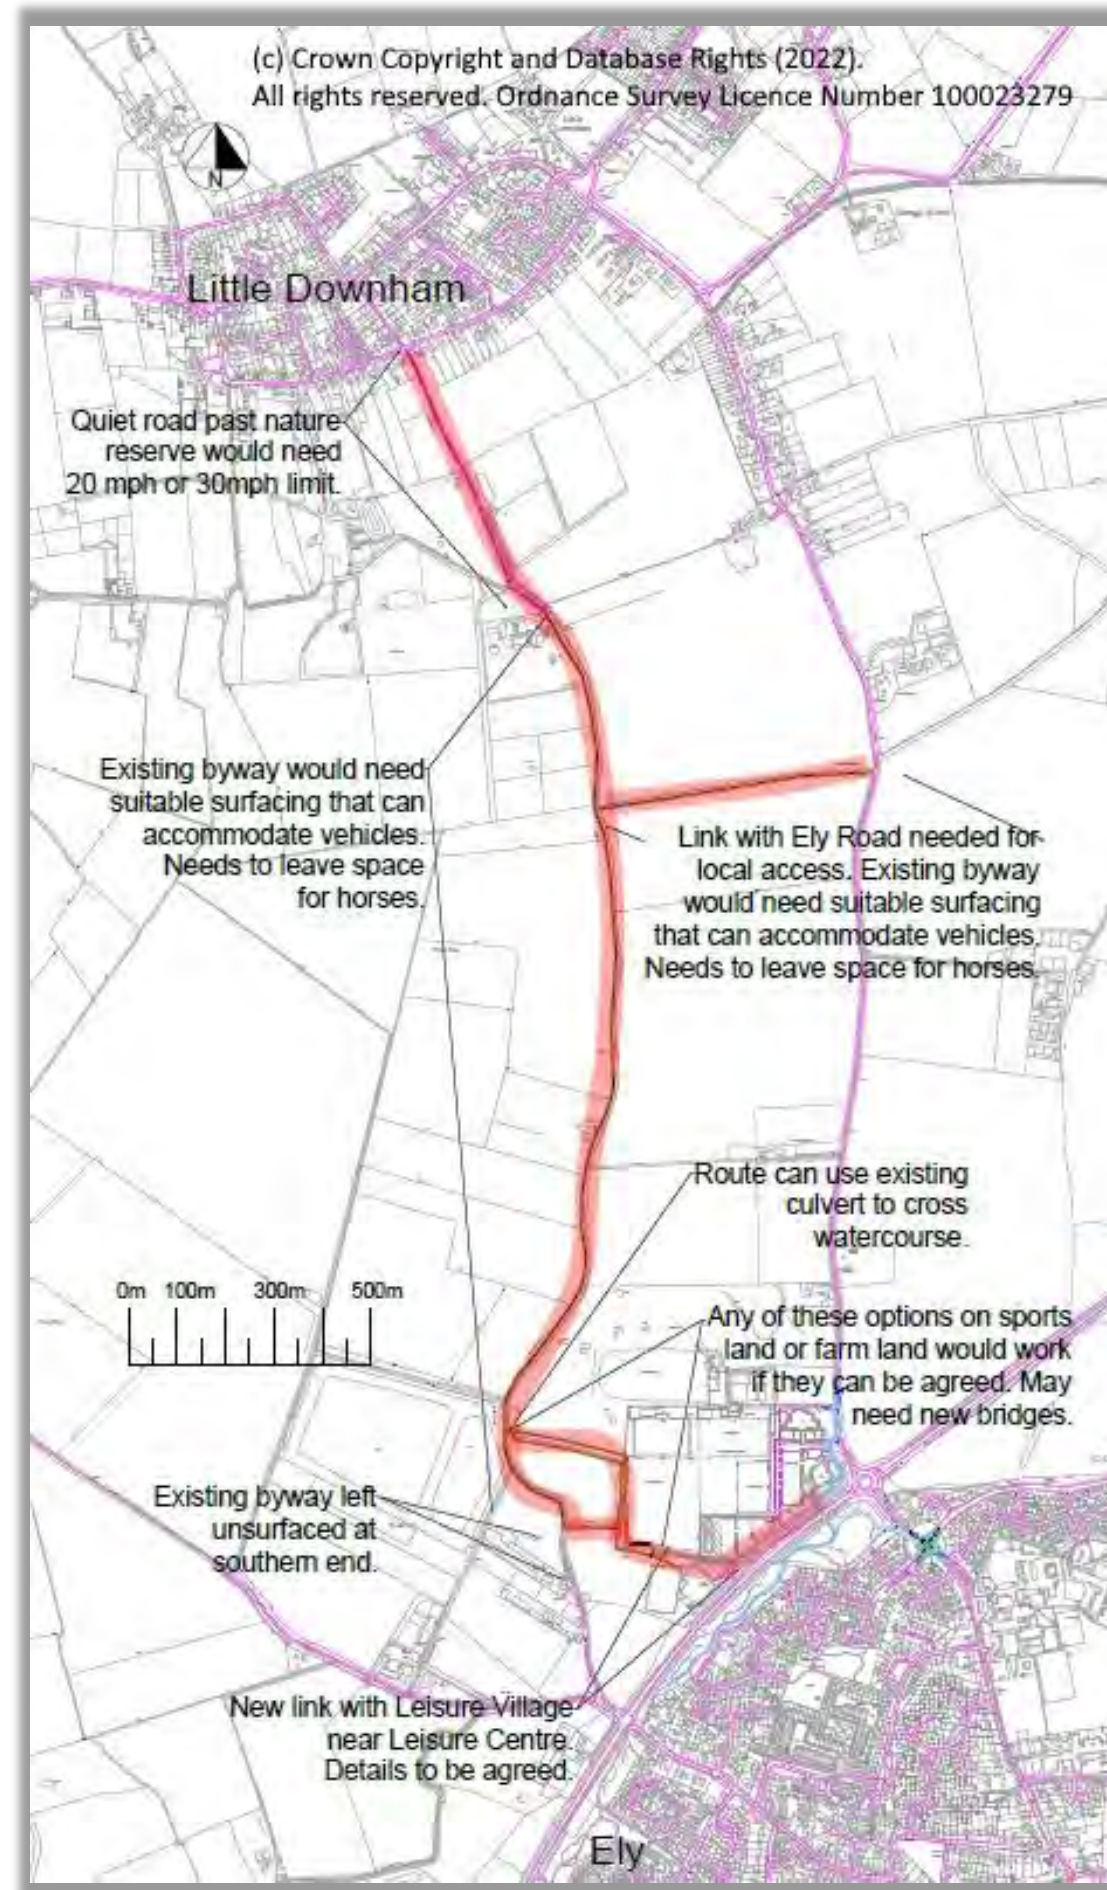 (c) Crown Copyright and Database Rights (2022).
All rights reserved. Ordnance Survey Licence Number 100023279
N
Little Downham
Quiet road past nature
reserve would need
20 mph or 30mph limit.
Existing byway would need
suitable surfacing that can
accommodate vehicles.
Needs to leave space
for horses.
Link with Ely Road needed for
local access. Existing byway
would need suitable surfacing
that can accommodate vehicles.
Needs to leave space for horses.
Route can use existing
culvert to cross
watercourse.
0m 100m 300m 500m
Any of these options on sports
land or farm land would work
if they can be agreed. May
need new bridges.
Existing byway left
unsurfaced at
southern end.
New link with Leisure Village
near Leisure Centre.
Details to be agreed.
Ely